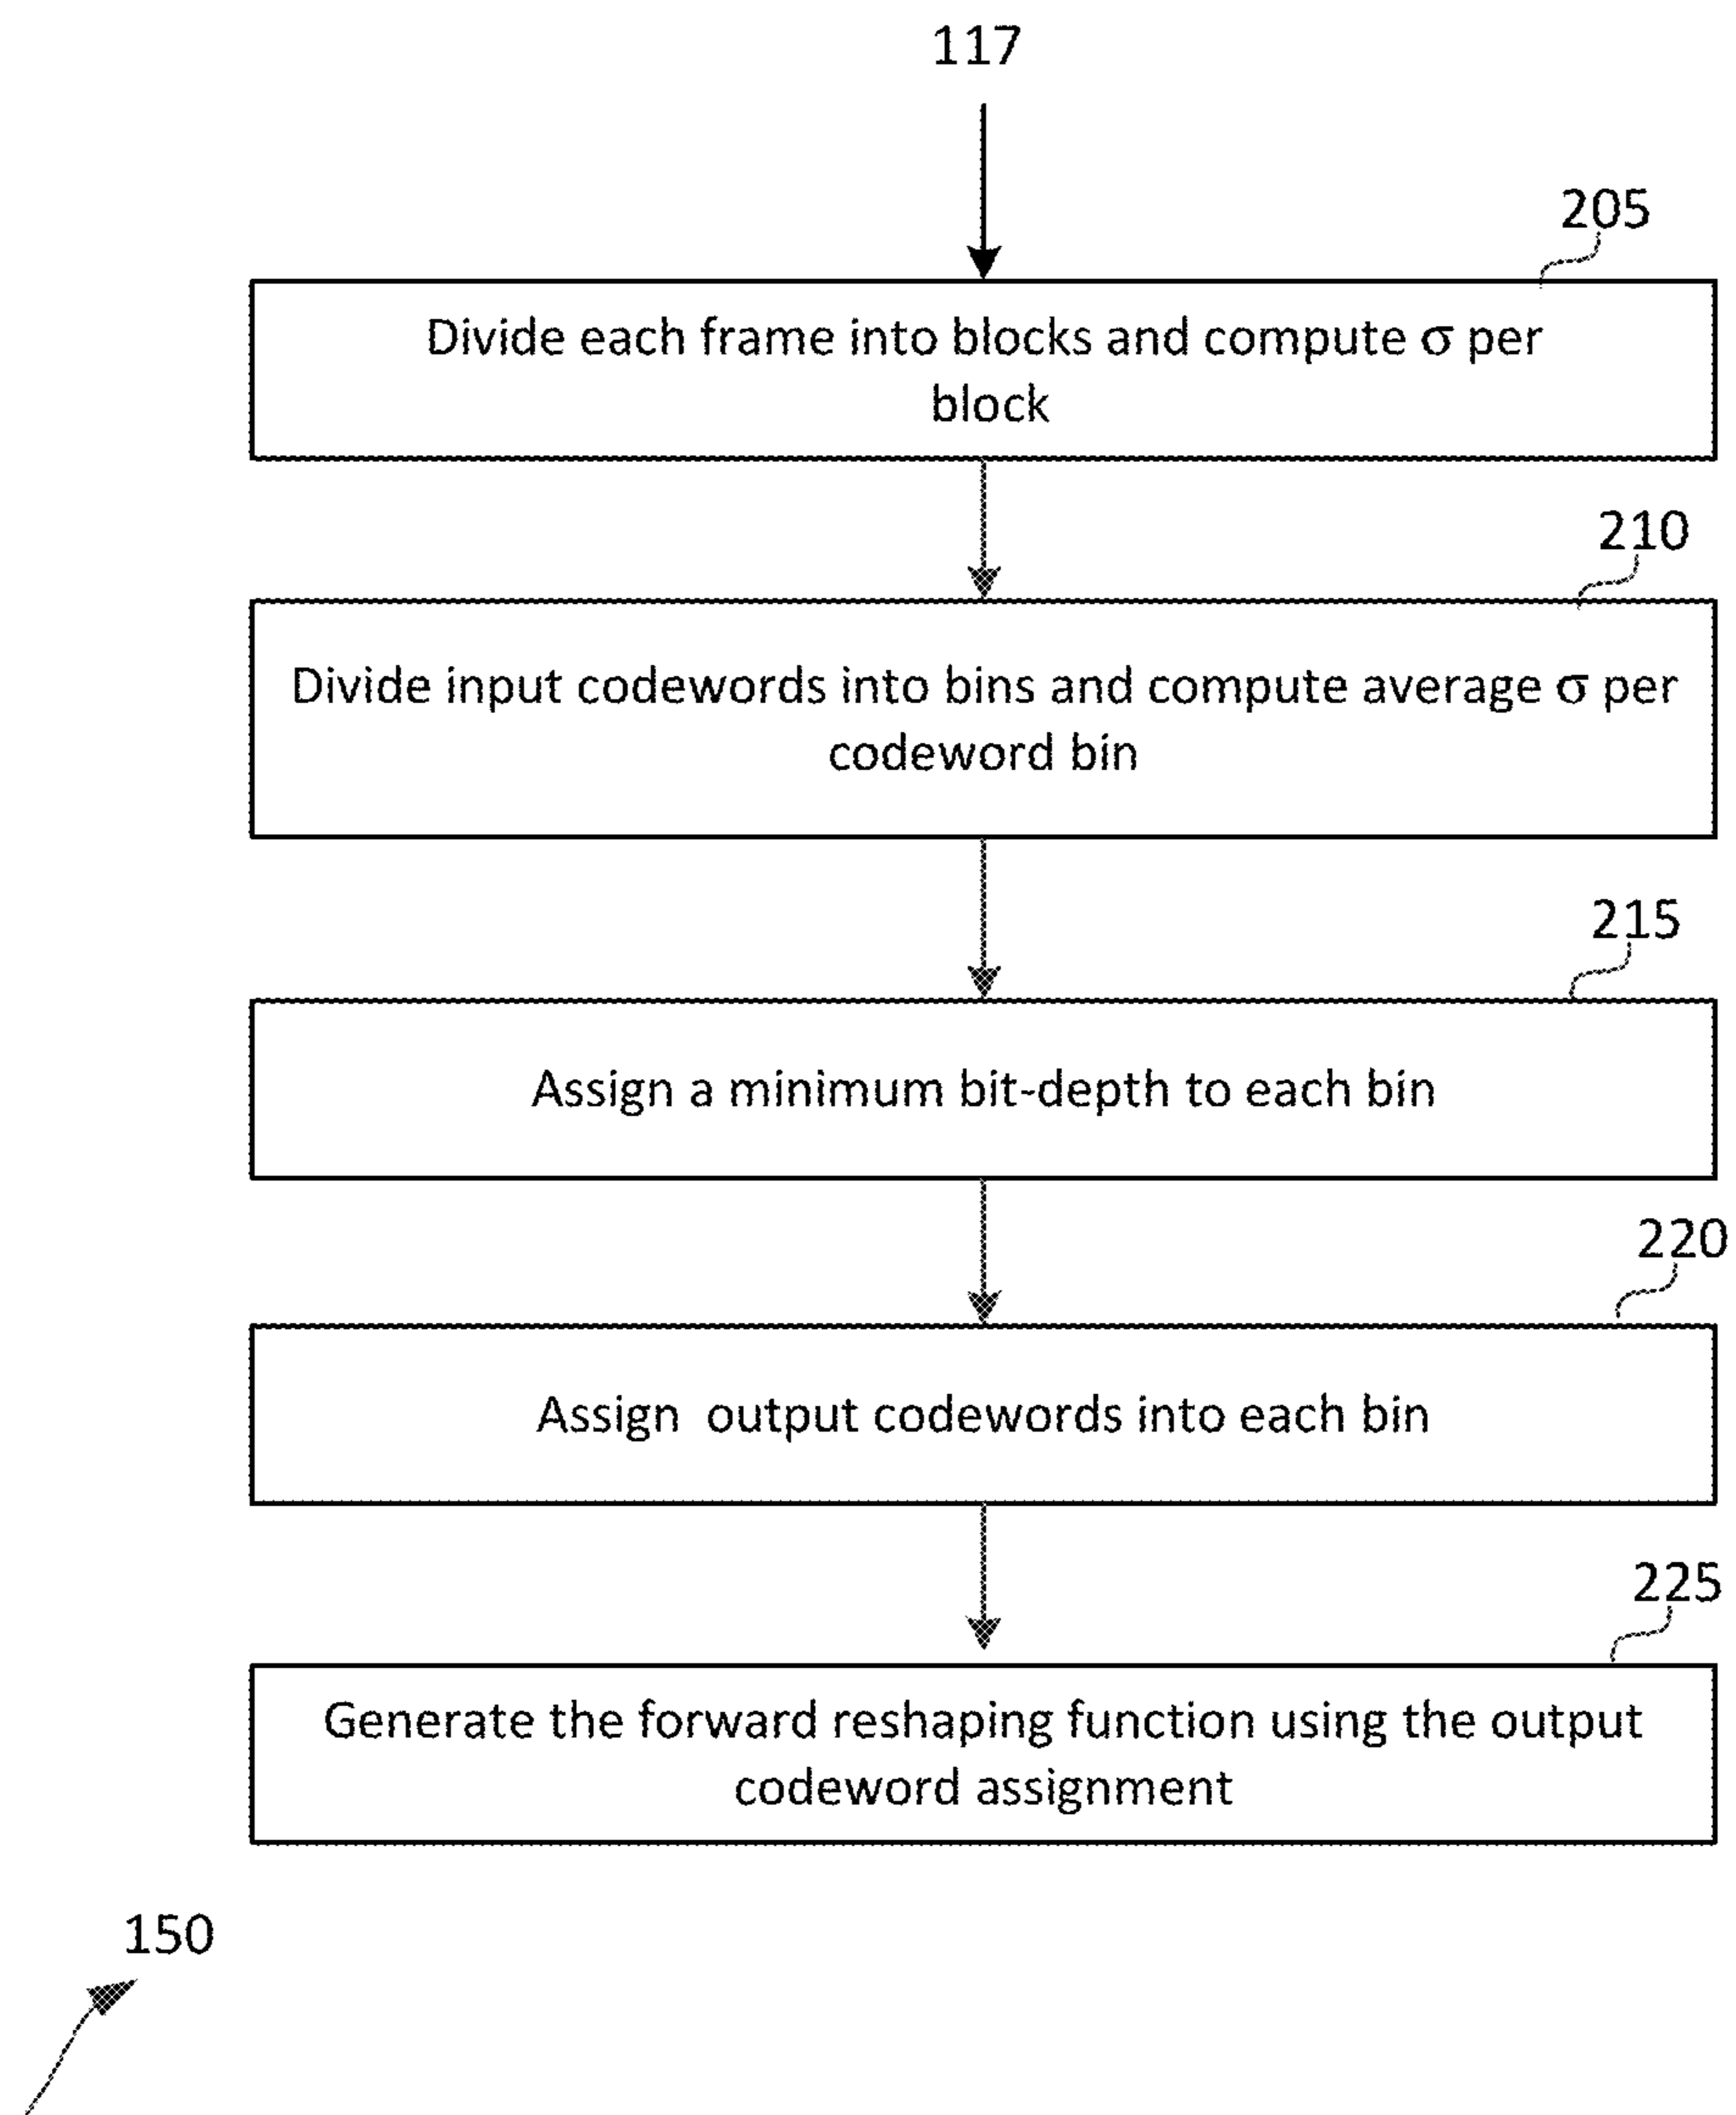 117
205
Divide each frame into blocks and compute σ per
block
210
Divide input codewords into bins and compute average σ per
codeword bin
215
Assign a minimum bit-depth to each bin
220
Assign output codewords into each bin
225
Generate the forward reshaping function using the output
codeword assignment
150